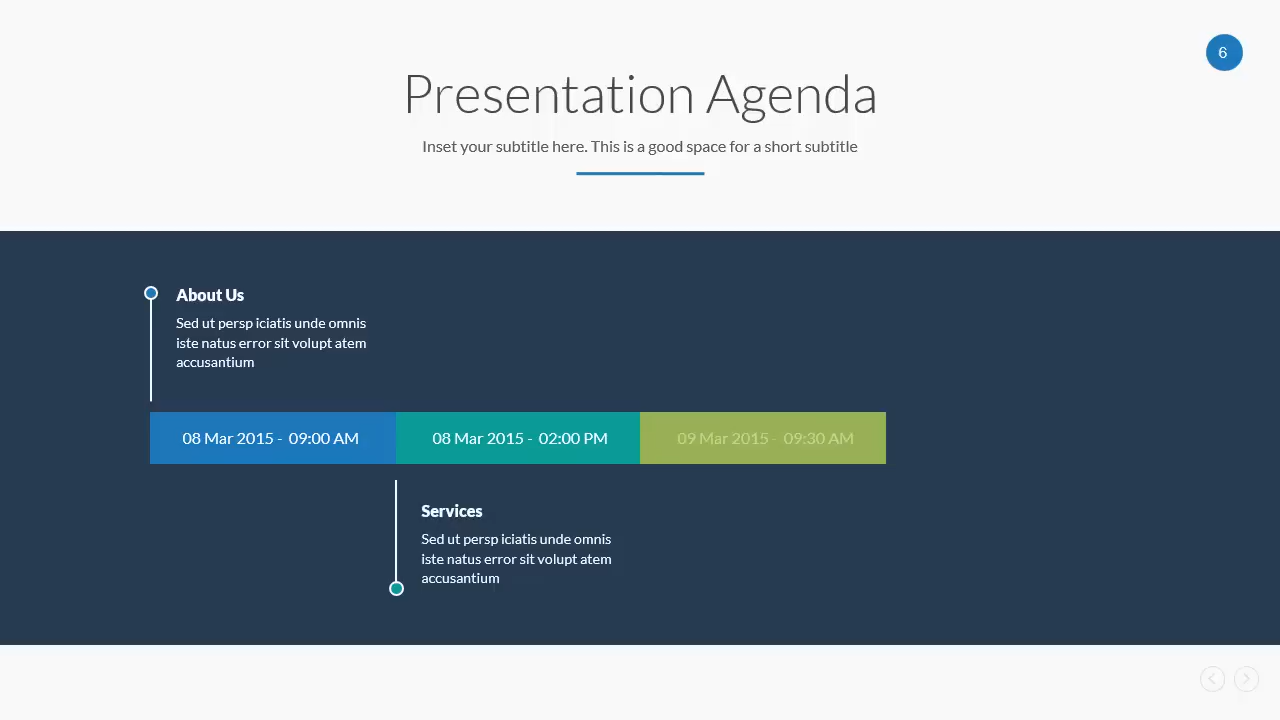 6
Presentation Agenda
Inset your subtitle here. This is a good space for a short subtitle
About Us
Sed ut persp iciatis unde omnis
iste natus error sit volupt atem
accusantium
08 Mar 2015 - 09:00 AM
08 Mar 2015 - 02:00 PM
09 Mar 2015 - 09:30 AM
Services
Sed ut persp iciatis unde omnis
iste natus error sit volupt atem
accusantium